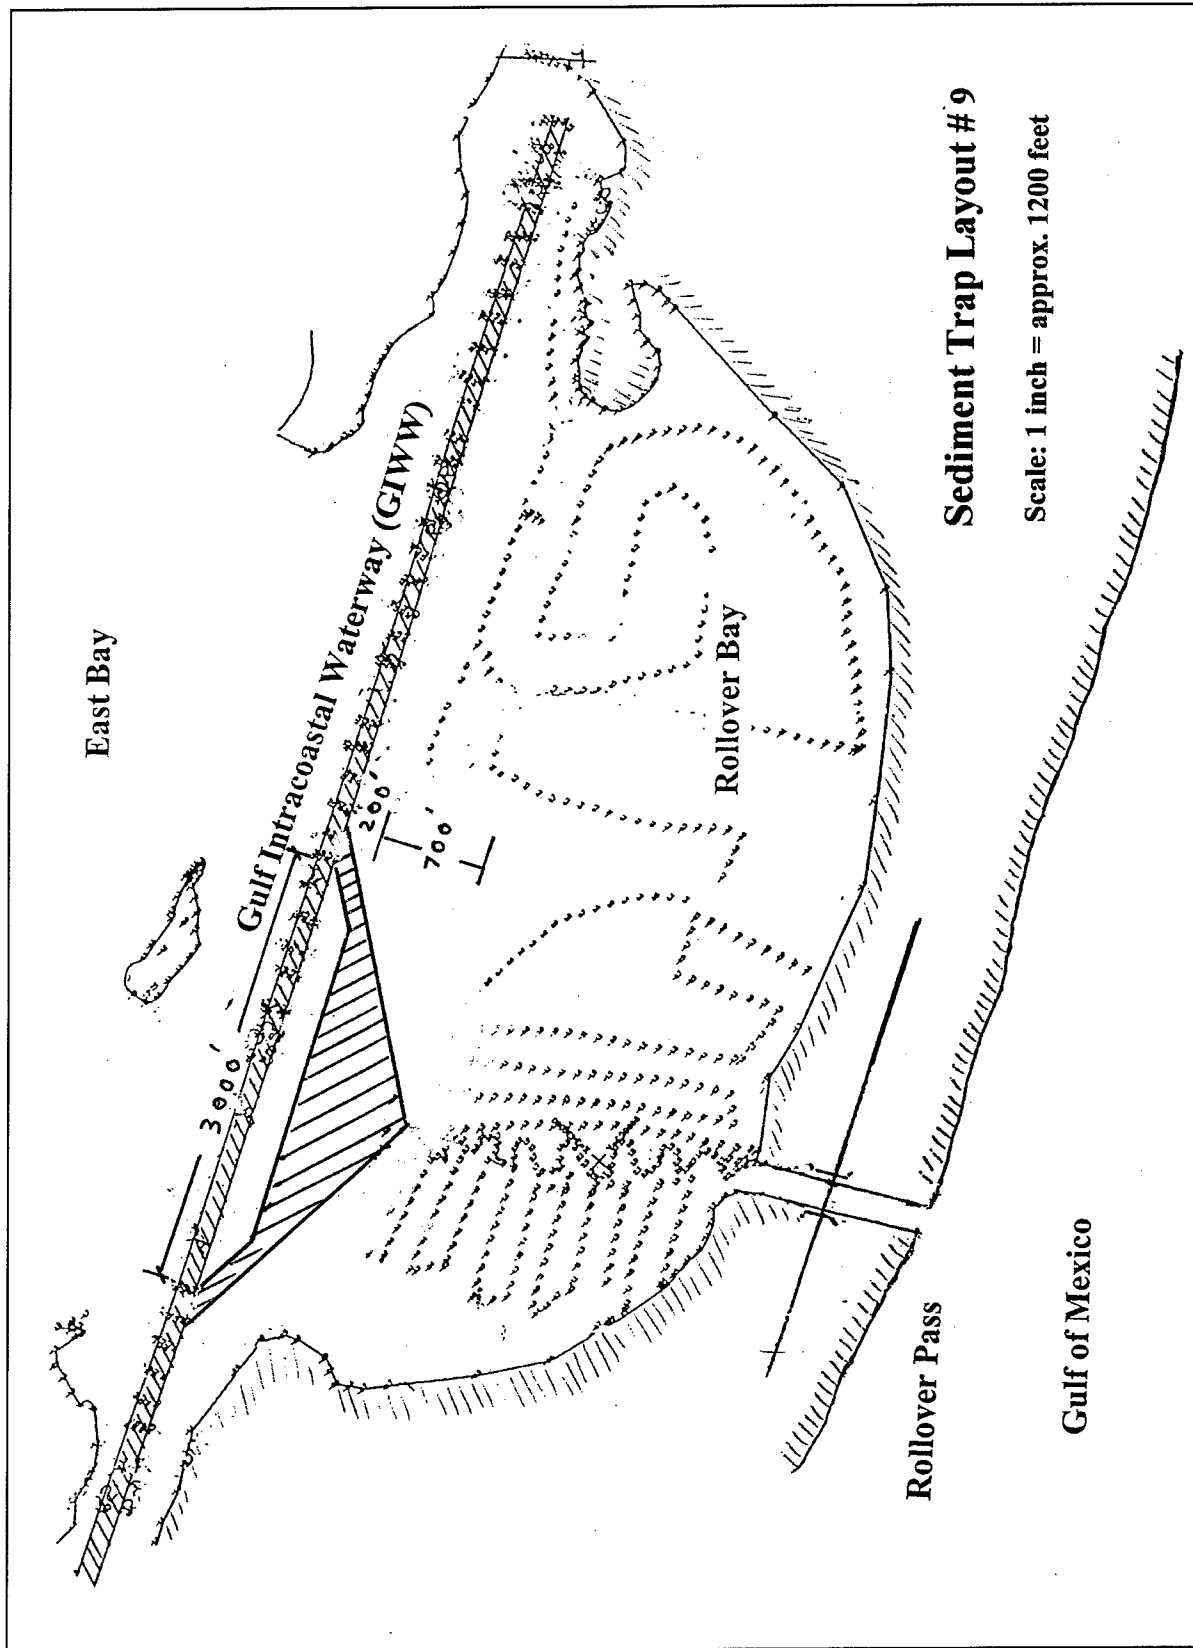 East Bay
Gulf Intracoastal Waterway (GIWW)
3000'
200'
700'
Rollover Bay
Rollover Pass
Gulf of Mexico
Sediment Trap Layout # 9
Scale: 1 inch = approx. 1200 feet